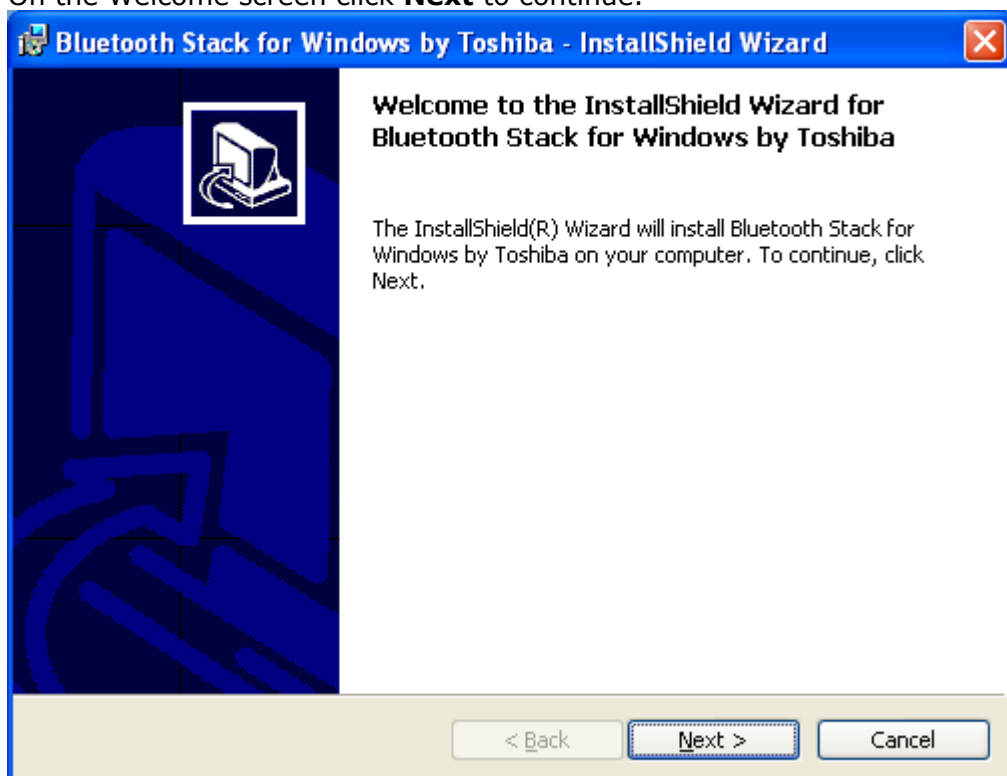 On the Welcome screen click Next to continue.
Bluetooth Stack for Windows by Toshiba - InstallShield Wizard
Welcome to the InstallShield Wizard for
Bluetooth Stack for Windows by Toshiba
The InstallShield(R) Wizard will install Bluetooth Stack for
Windows by Toshiba on your computer. To continue, click
Next.
< Back Next > Cancel